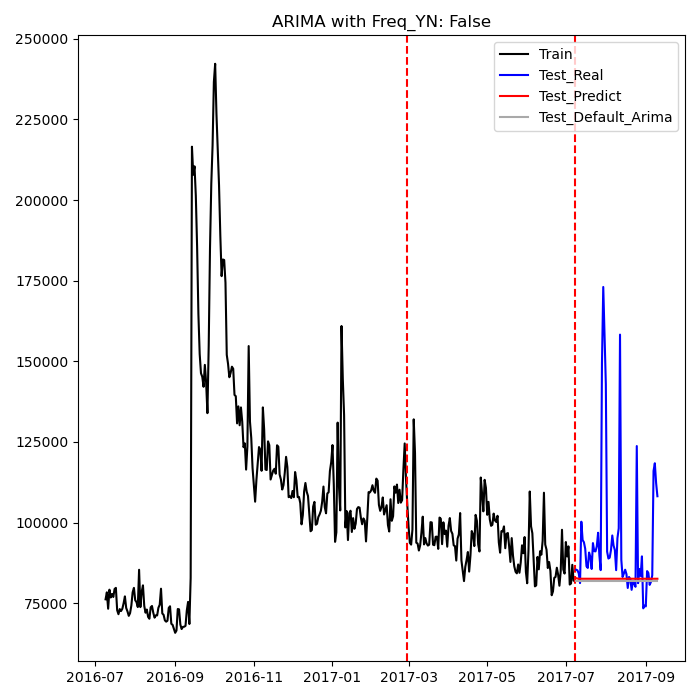 ARIMA with Freq_YN: False
250000
225000
200000
175000
150000
125000
100000
75000
Train
Test_Real
Test_Predict
Test_Default_Arima
2016-07 2016-09 2016-11 2017-01 2017-03 2017-05 2017-07 2017-09